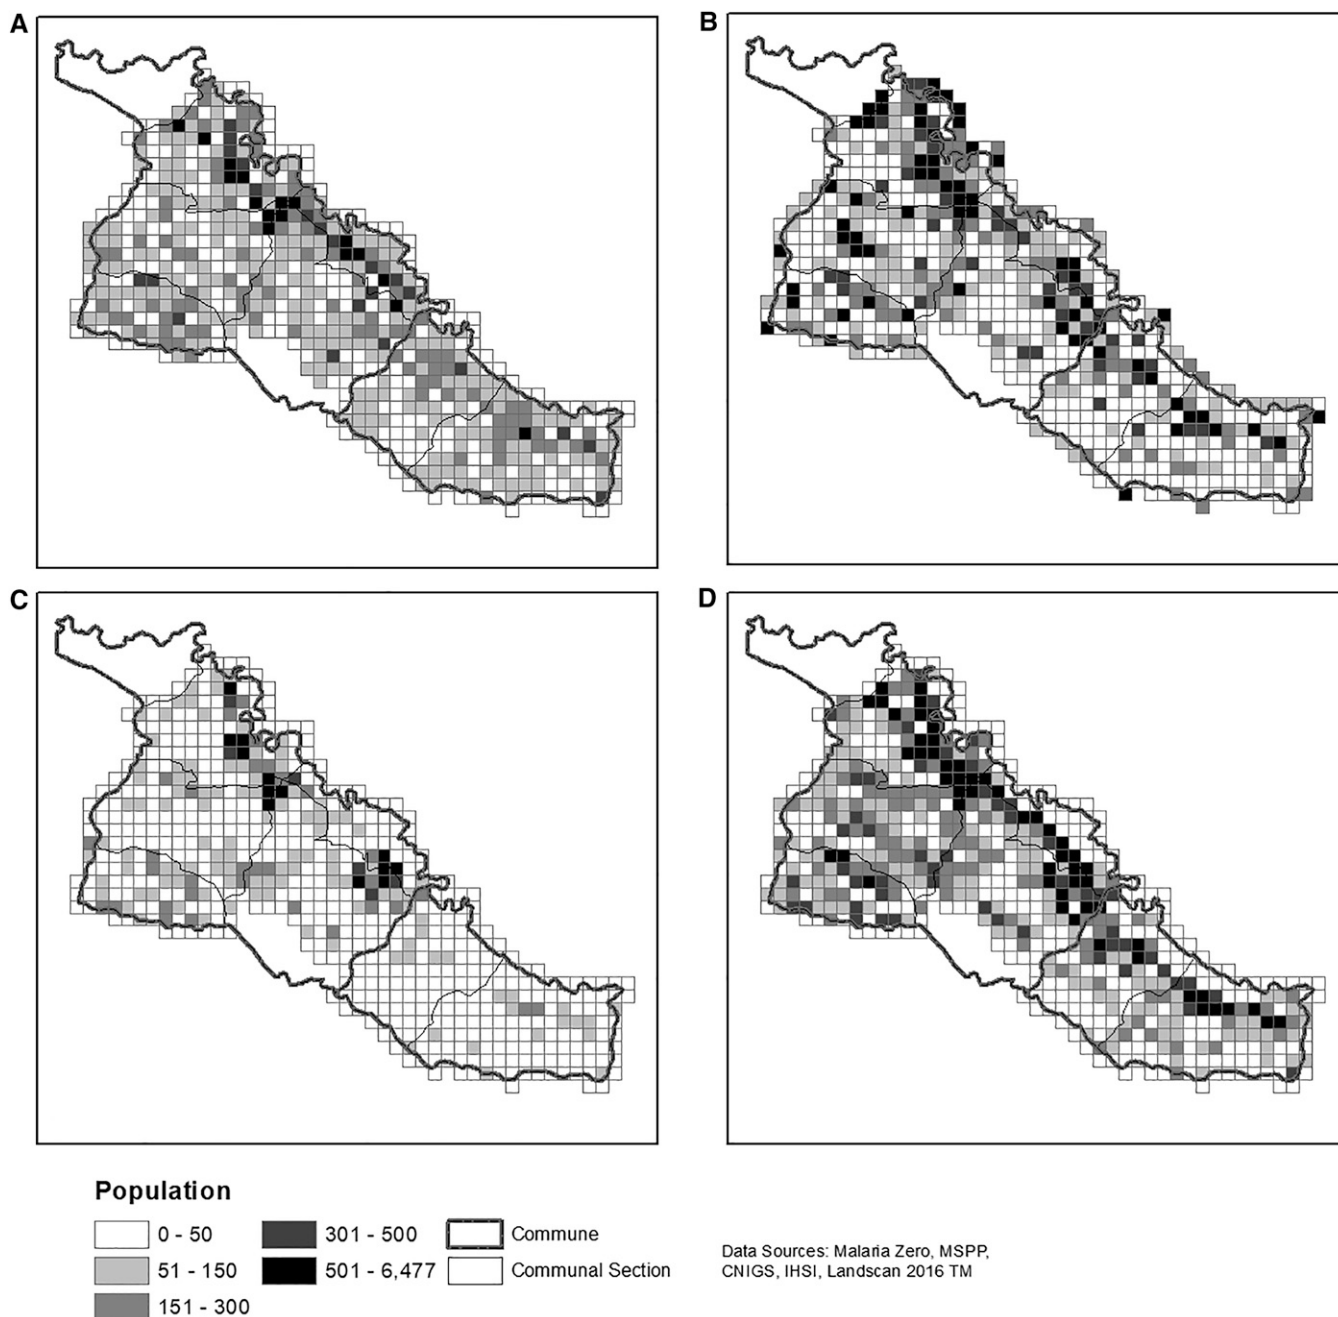 A
B
C
D
Population
0 - 50
51 - 150
151 - 300
301 - 500
501 - 6,477
Commune
Communal Section
Data Sources: Malaria Zero, MSPP,
CNIGS, IHSI, Landscan 2016 TM